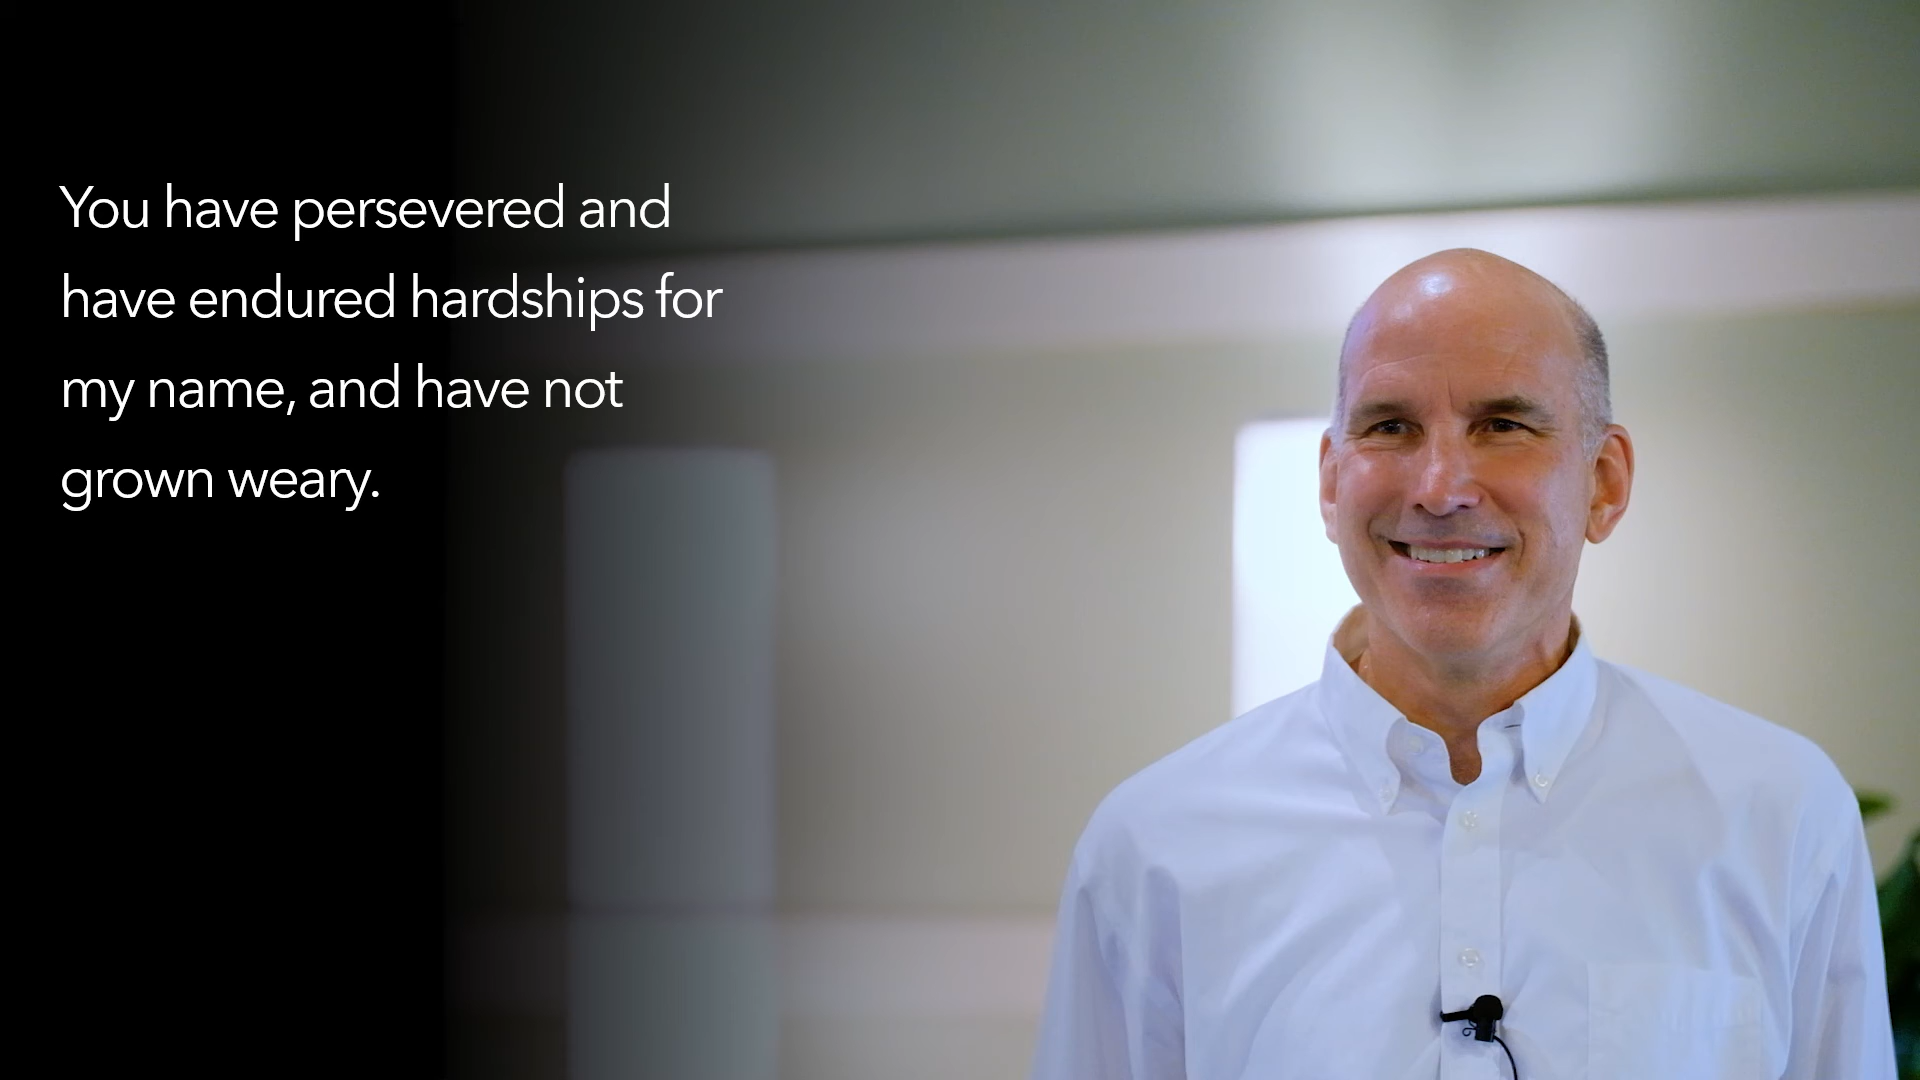 You have persevered and
have endured hardships for
my name, and have not
grown weary.